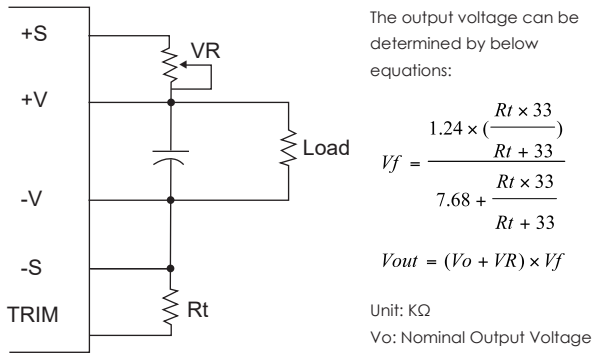 +S
VR
+V
Load
-V
-S
TRIM
Rt
The output voltage can be
determined by below
equations:
Vf = 1.24 × (Rt × 33 / Rt + 33) / 7.68 + Rt × 33 / Rt + 33
Vout = (Vo + VR) × Vf
Unit: KΩ
Vo: Nominal Output Voltage